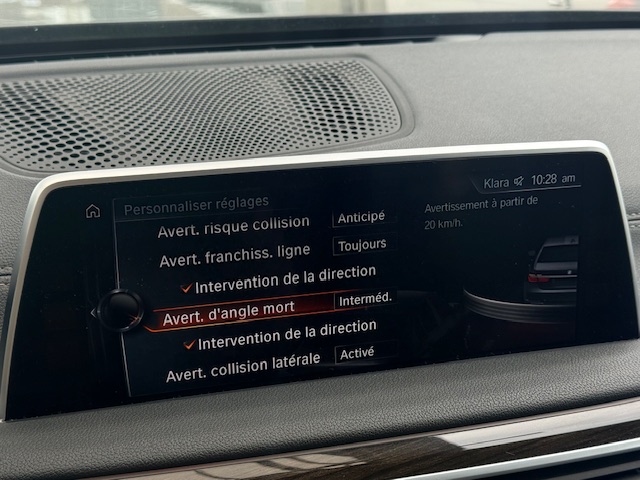 Klara 10:28 am
Personnaliser réglages
Avert. risque collision Anticipé
Avert. franchiss. ligne Toujours
Intervention de la direction
Avert. d'angle mort Interméd.
Intervention de la direction
Avert. collision latérale Activé
Avertissement à partir de
20 km/h.